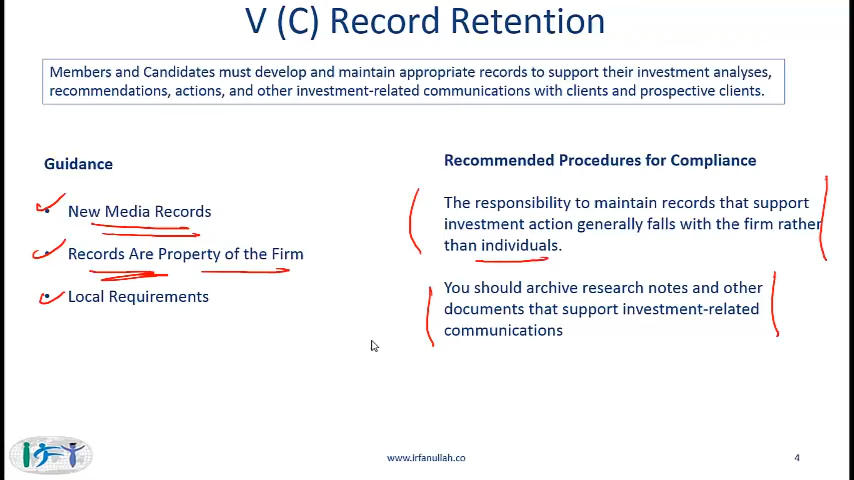 V (C) Record Retention
Members and Candidates must develop and maintain appropriate records to support their investment analyses,
recommendations, actions, and other investment-related communications with clients and prospective clients.
Guidance
• New Media Records
• Records Are Property of the Firm
• Local Requirements
Recommended Procedures for Compliance
The responsibility to maintain records that support
investment action generally falls with the firm rather
than individuals.
You should archive research notes and other
documents that support investment-related
communications
www.irfanullah.co
4